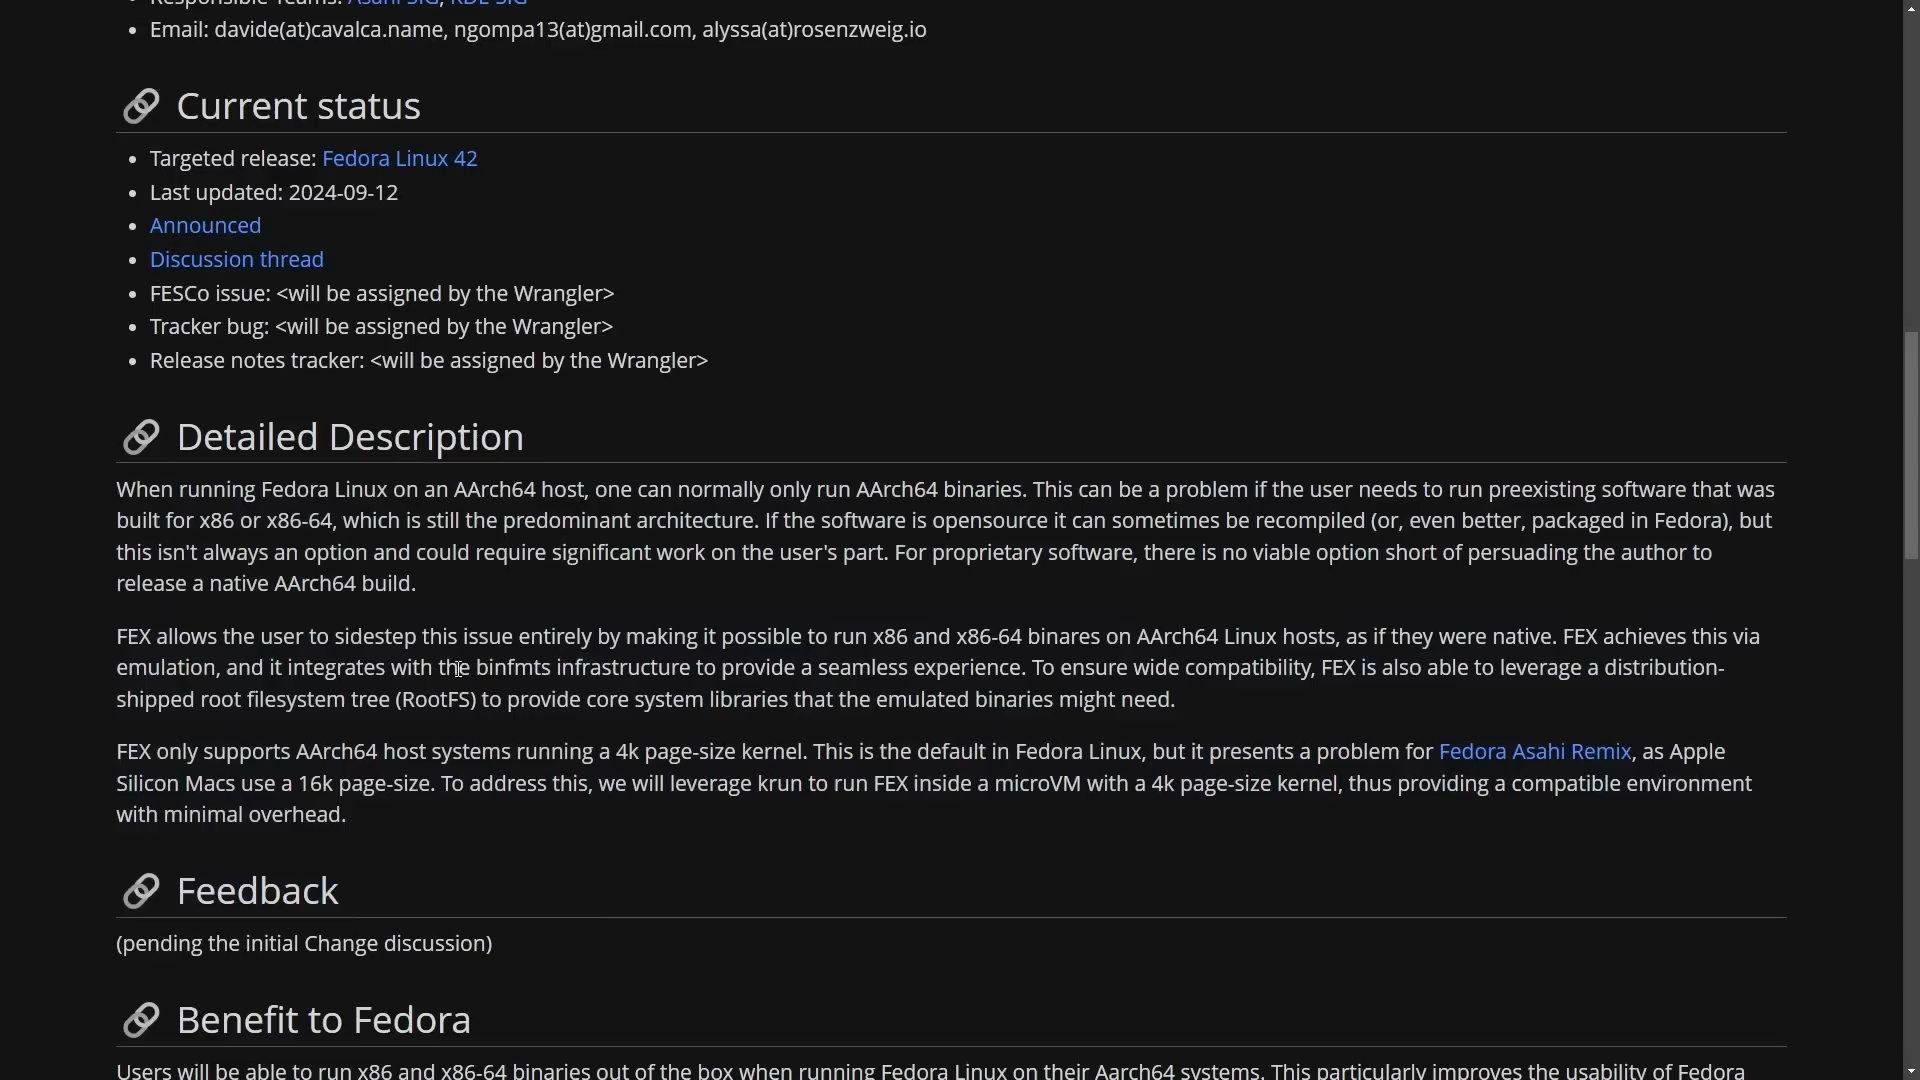 Responsible Teams: Asahi SIG, KDE SIG
Email: davide(at)cavalca.name, ngompa13(at)gmail.com, alyssa(at)rosenzweig.io
Current status
Targeted release: Fedora Linux 42
Last updated: 2024-09-12
Announced
Discussion thread
FESCo issue: <will be assigned by the Wrangler>
Tracker bug: <will be assigned by the Wrangler>
Release notes tracker: <will be assigned by the Wrangler>
Detailed Description
When running Fedora Linux on an AArch64 host, one can normally only run AArch64 binaries. This can be a problem if the user needs to run preexisting software that was
built for x86 or x86-64, which is still the predominant architecture. If the software is opensource it can sometimes be recompiled (or, even better, packaged in Fedora), but
this isn't always an option and could require significant work on the user's part. For proprietary software, there is no viable option short of persuading the author to
release a native AArch64 build.
FEX allows the user to sidestep this issue entirely by making it possible to run x86 and x86-64 binares on AArch64 Linux hosts, as if they were native. FEX achieves this via
emulation, and it integrates with the binfmts infrastructure to provide a seamless experience. To ensure wide compatibility, FEX is also able to leverage a distribution-
shipped root filesystem tree (RootFS) to provide core system libraries that the emulated binaries might need.
FEX only supports AArch64 host systems running a 4k page-size kernel. This is the default in Fedora Linux, but it presents a problem for Fedora Asahi Remix, as Apple
Silicon Macs use a 16k page-size. To address this, we will leverage krun to run FEX inside a microVM with a 4k page-size kernel, thus providing a compatible environment
with minimal overhead.
Feedback
(pending the initial Change discussion)
Benefit to Fedora
Users will be able to run x86 and x86-64 binaries out of the box when running Fedora Linux on their Aarch64 systems. This particularly improves the usability of Fedora